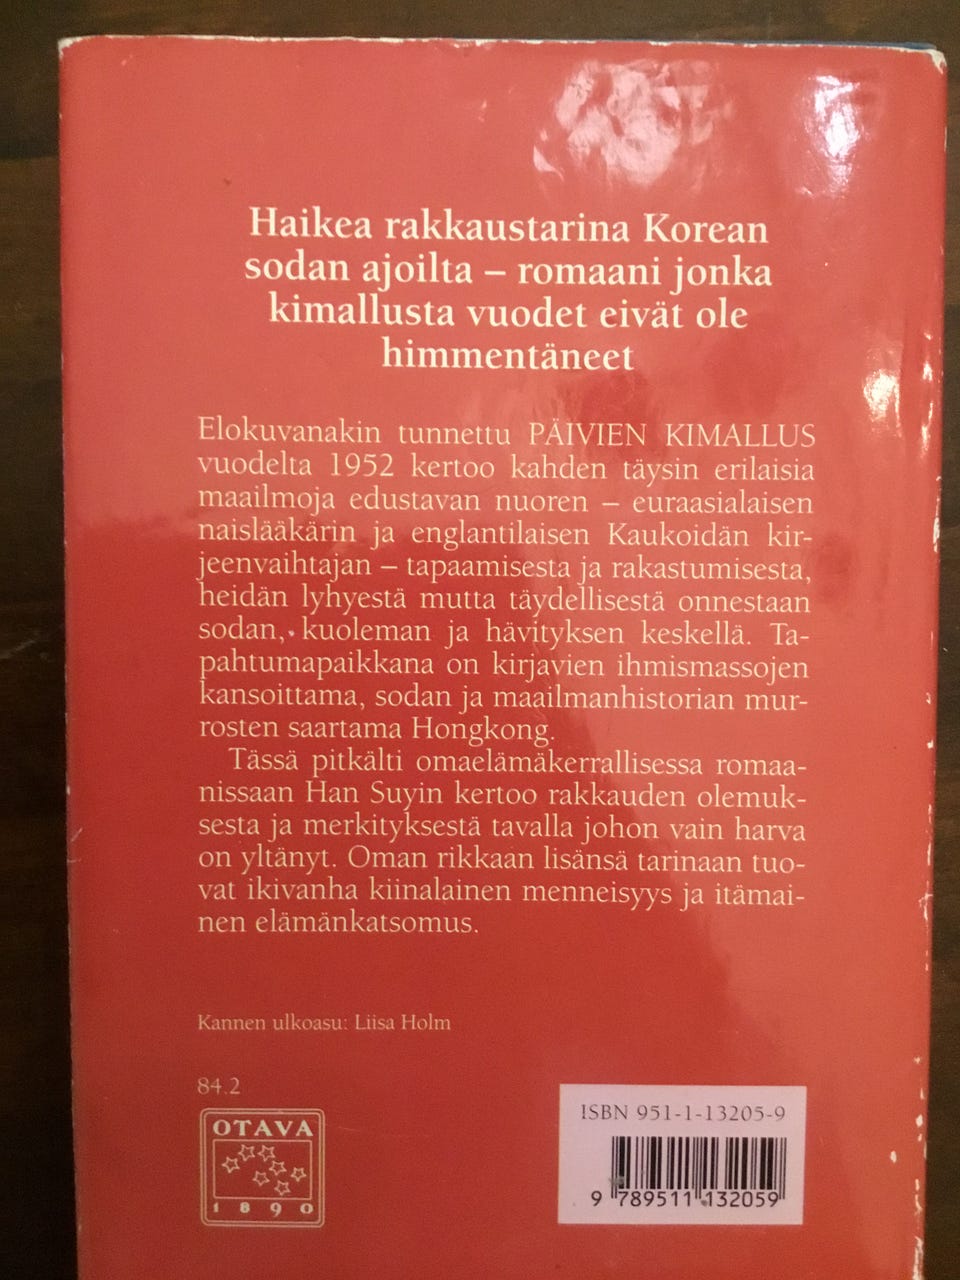 Haikea rakkaustarina Korean
sodan ajoilta – romaani jonka
kimallusta vuodet eivät ole
himmentäneet
Elokuvanakin tunnettu PÄIVIEN KIMALLUS
vuodelta 1952 kertoo kahden täysin erilaisia
maailmoja edustavan nuoren – euraasialaisen
naislääkärin ja englantilaisen Kaukoidän kir-
jeenvaihtajan – tapaamisesta ja rakastumisesta,
heidän lyhyestä mutta täydellisestä onnestaan
sodan, kuoleman ja hävityksen keskellä. Ta-
pahtumapaikkana on kirjavien ihmismassojen
kansoittama, sodan ja maailmanhistorian mur-
rosten saartama Hongkong.
Tässä pitkälti omaelämäkerrallisessa romaa-
nissaan Han Suyin kertoo rakkauden olemuk-
sesta ja merkityksestä tavalla johon vain harva
on yltänyt. Oman rikkaan lisänsä tarinaan tuo-
vat ikivanha kiinalainen menneisyys ja itämai-
nen elämänkatsomus.
Kannen ulkoasu: Liisa Holm
84.2
OTAVA
1890
ISBN 951-1-13205-9
9 789511 132059